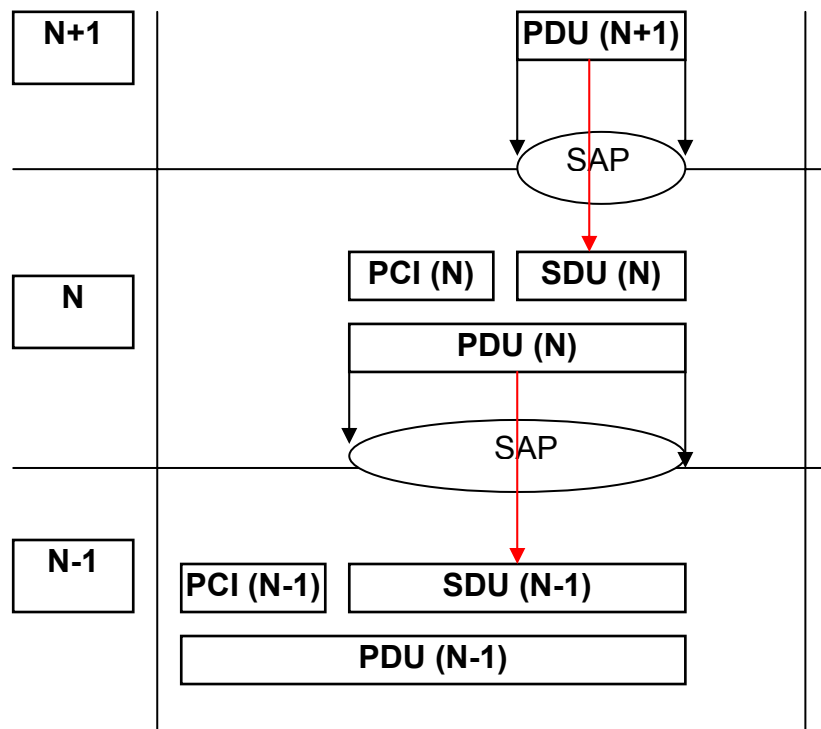 N+1
PDU (N+1)
SAP
PCI (N)
SDU (N)
N
PDU (N)
SAP
N-1
PCI (N-1)
SDU (N-1)
PDU (N-1)